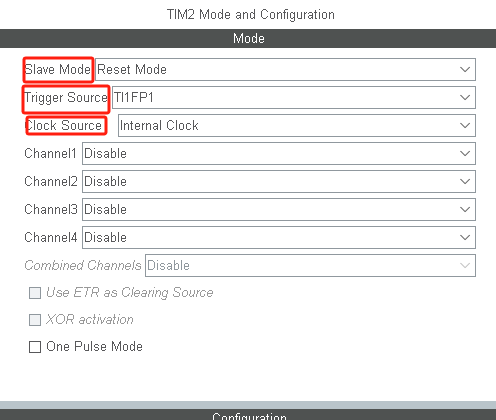 TIM2 Mode and Configuration
Mode
Slave Mode Reset Mode
Trigger Source TI1FP1
Clock Source Internal Clock
Channel1 Disable
Channel2 Disable
Channel3 Disable
Channel4 Disable
Combined Channels Disable
Use ETR as Clearing Source
XOR activation
One Pulse Mode
Configuration